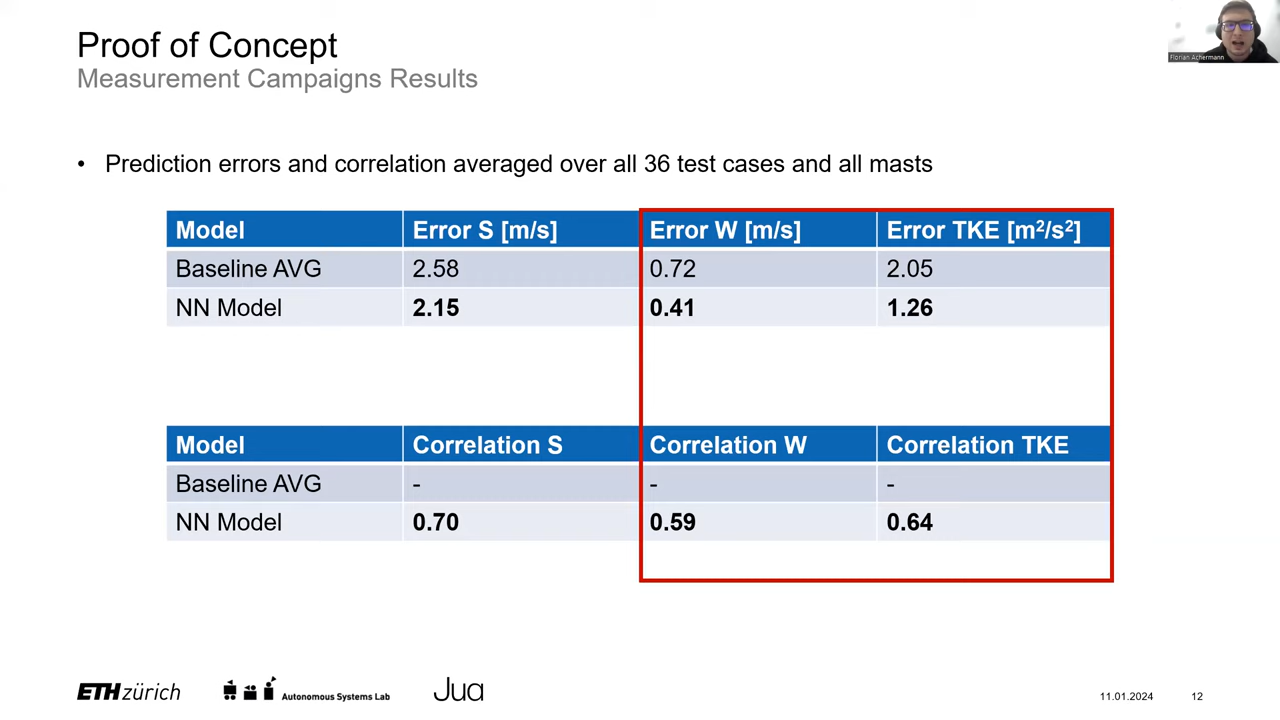 Proof of Concept
Measurement Campaigns Results
Florian Achermann
• Prediction errors and correlation averaged over all 36 test cases and all masts
Model Error S [m/s] Error W [m/s] Error TKE [m²/s²]
Baseline AVG 2.58 0.72 2.05
NN Model 2.15 0.41 1.26
Model Correlation S Correlation W Correlation TKE
Baseline AVG - - -
NN Model 0.70 0.59 0.64
ETH zürich Autonomous Systems Lab Jua 11.01.2024 12